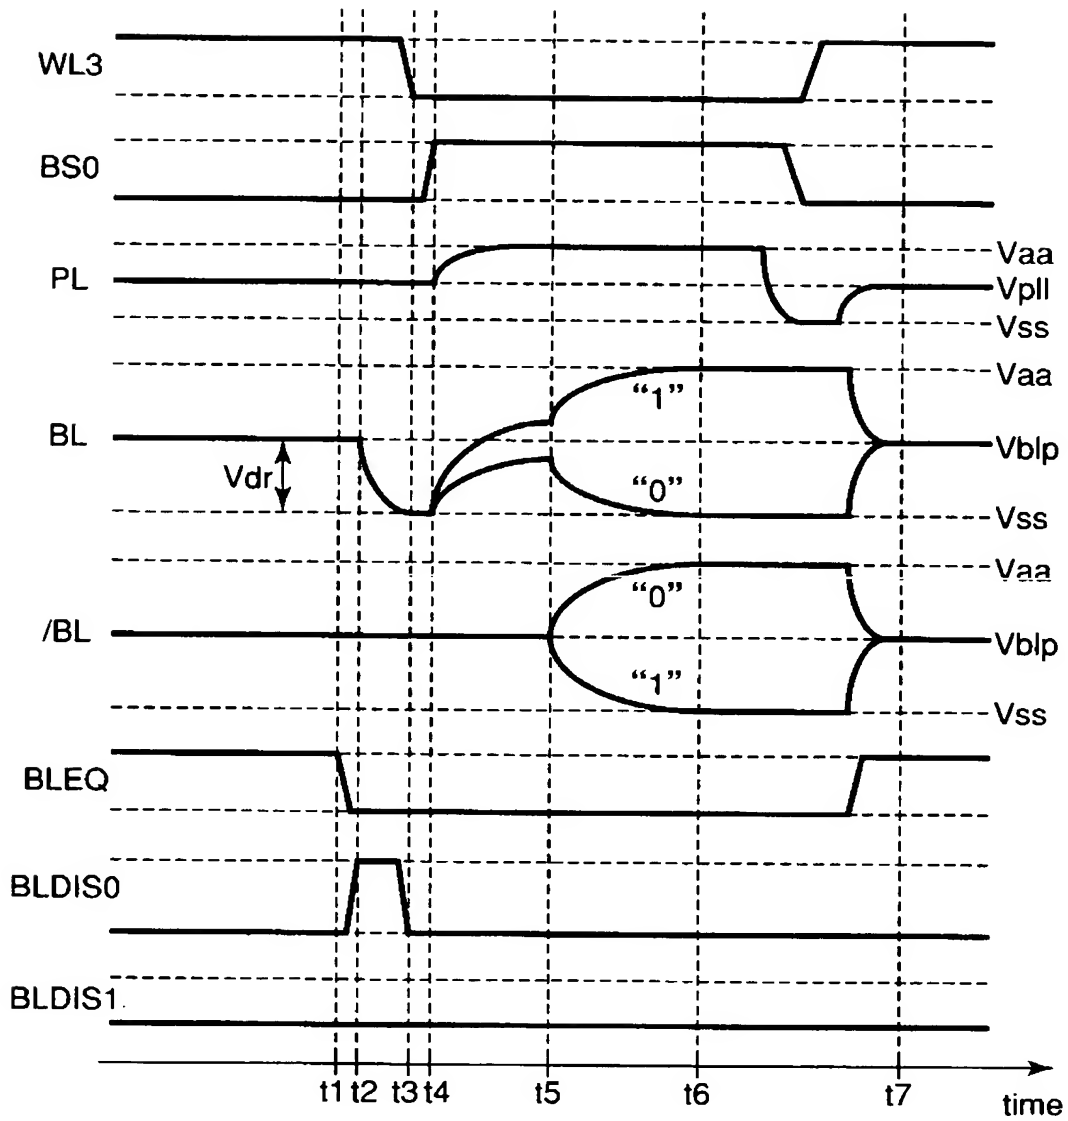 WL3
BS0
PL
Vaa
Vpll
Vss
BL
Vdr
"1"
"0"
Vaa
Vblp
Vss
/BL
"0"
"1"
Vaa
Vblp
Vss
BLEQ
BLDIS0
BLDIS1
t1 t2 t3 t4 t5 t6 t7
time